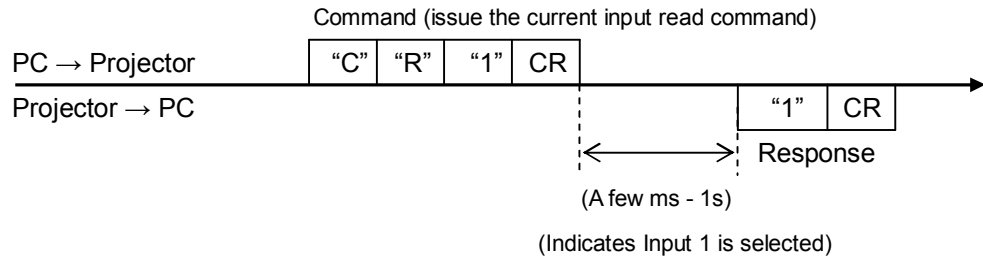 Command (issue the current input read command)
PC → Projector “C” “R” “1” CR
Projector → PC “1” CR
Response
(A few ms - 1s)
(Indicates Input 1 is selected)